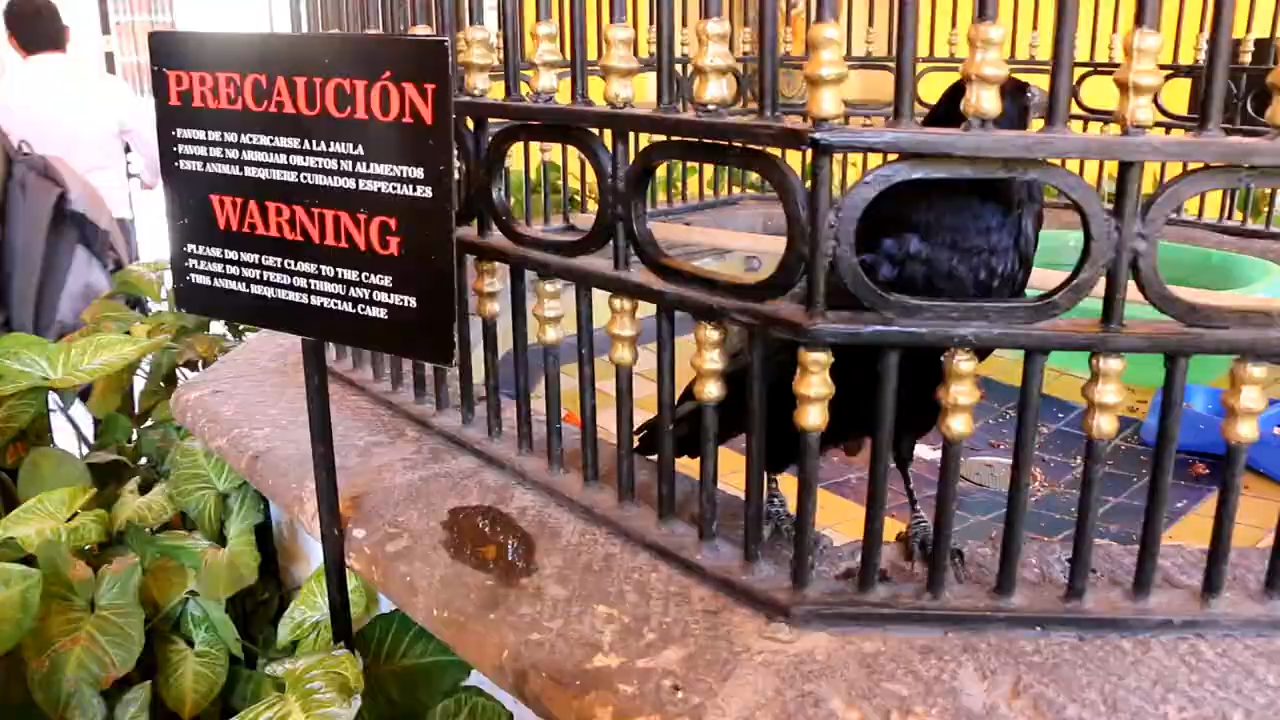 PRECAUCIÓN
· FAVOR DE NO ACERCARSE A LA JAULA
· FAVOR DE NO ARROJAR OBJETOS NI ALIMENTOS
· ESTE ANIMAL REQUIERE CUIDADOS ESPECIALES
WARNING
· PLEASE DO NOT GET CLOSE TO THE CAGE
· PLEASE DO NOT FEED OR THROU ANY OBJETS
· THIS ANIMAL REQUIERES SPECIAL CARE